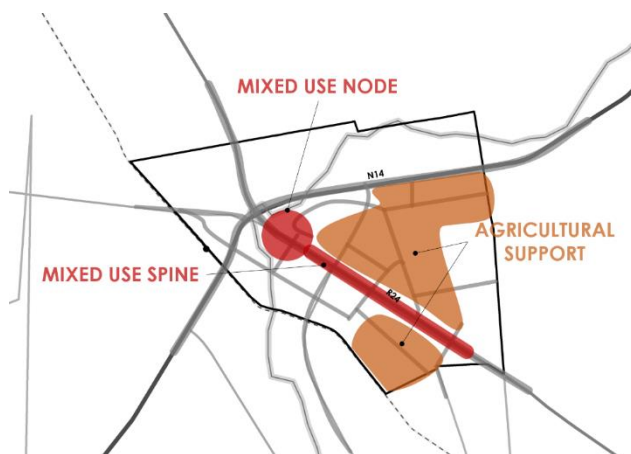 MIXED USE NODE
N14
AGRICULTURAL
SUPPORT
MIXED USE SPINE
R24